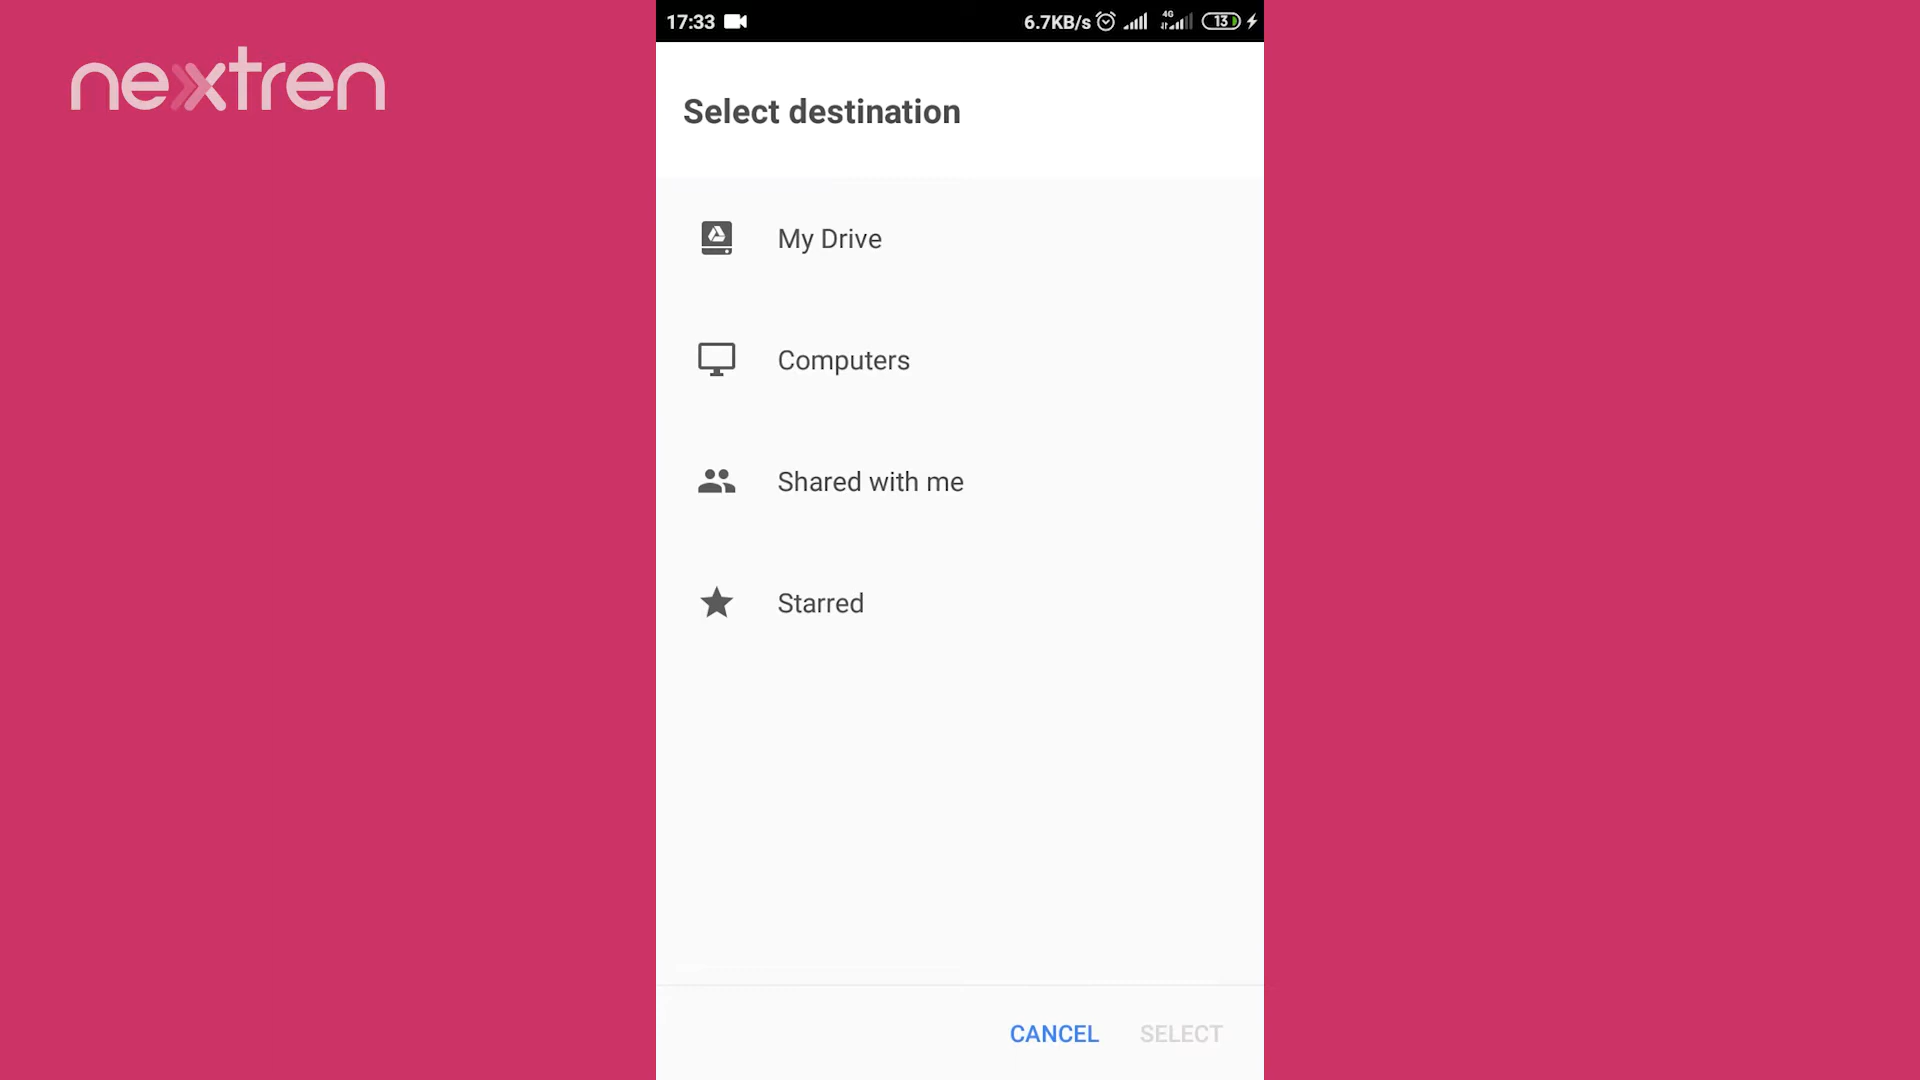 nextren
17:33 6.7KB/s 4G 13
Select destination
My Drive
Computers
Shared with me
Starred
CANCEL SELECT